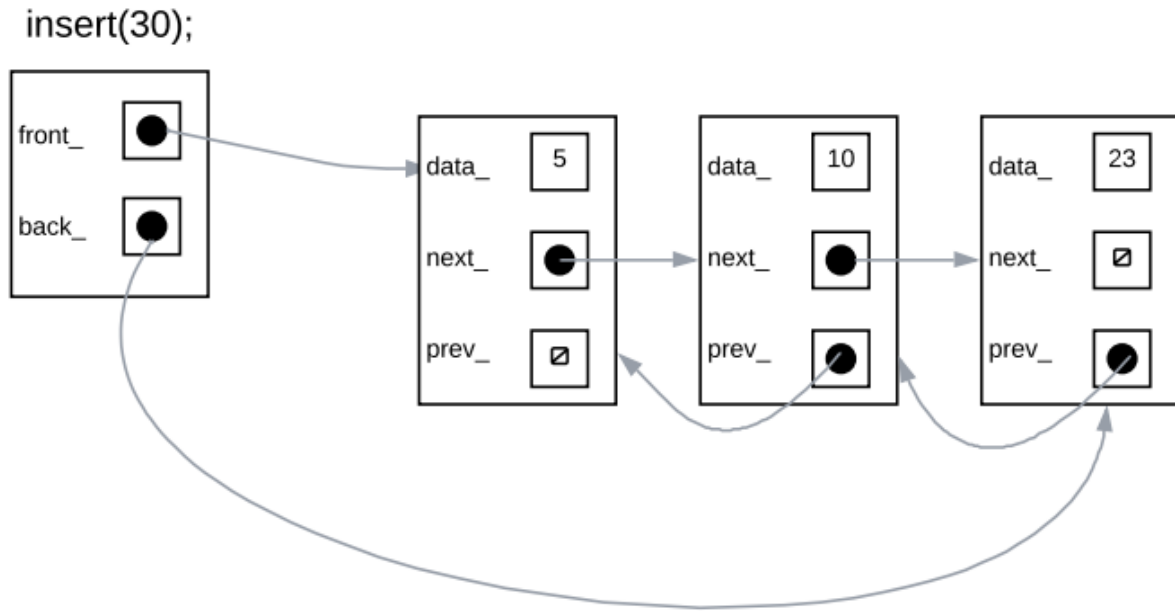 insert(30);
front_
back_
data_ 5
next_
prev_
data_ 10
next_
prev_
data_ 23
next_
prev_